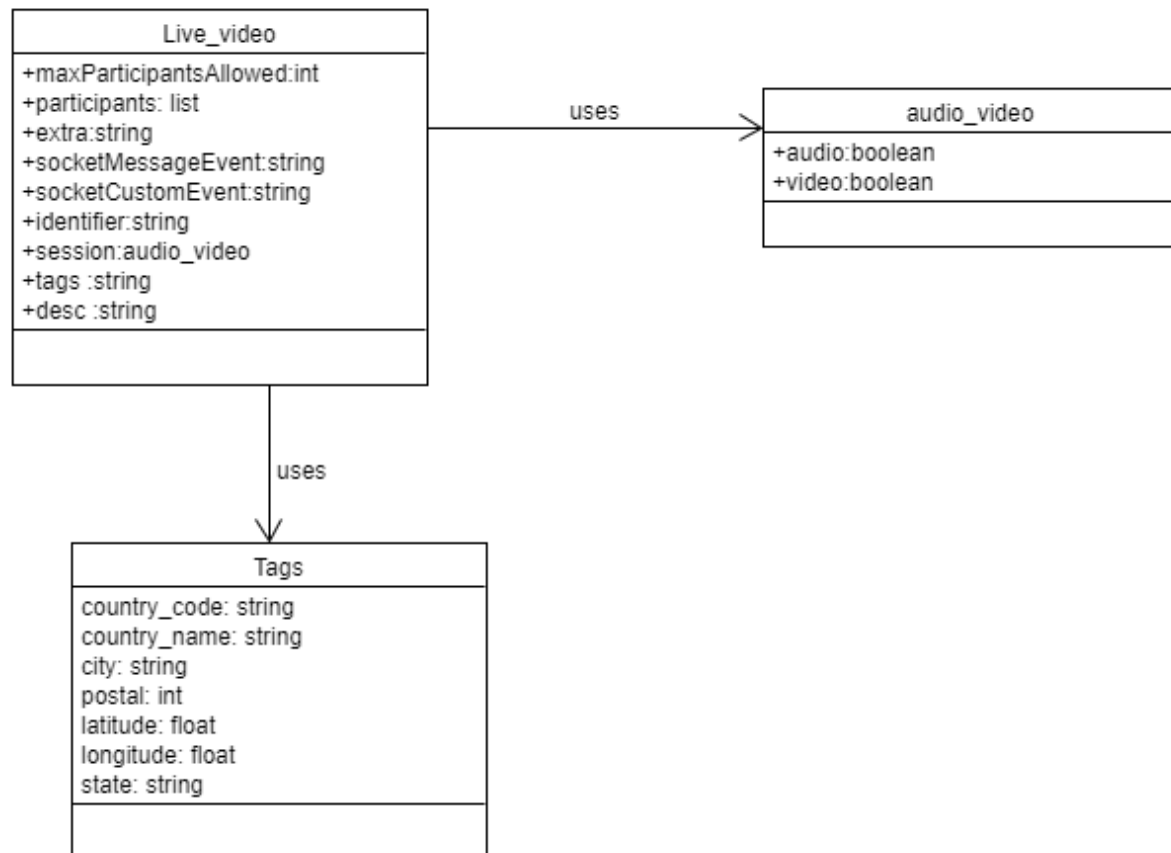 Live_video
+maxParticipantsAllowed:int
+participants: list
+extra:string
+socketMessageEvent:string
+socketCustomEvent:string
+identifier:string
+session:audio_video
+tags :string
+desc :string
uses
audio_video
+audio:boolean
+video:boolean
uses
Tags
country_code: string
country_name: string
city: string
postal: int
latitude: float
longitude: float
state: string